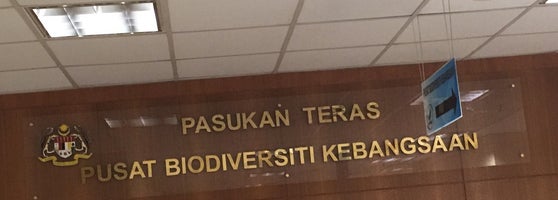 PASUKAN TERAS
PUSAT BIODIVERSITI KEBANGSAAN